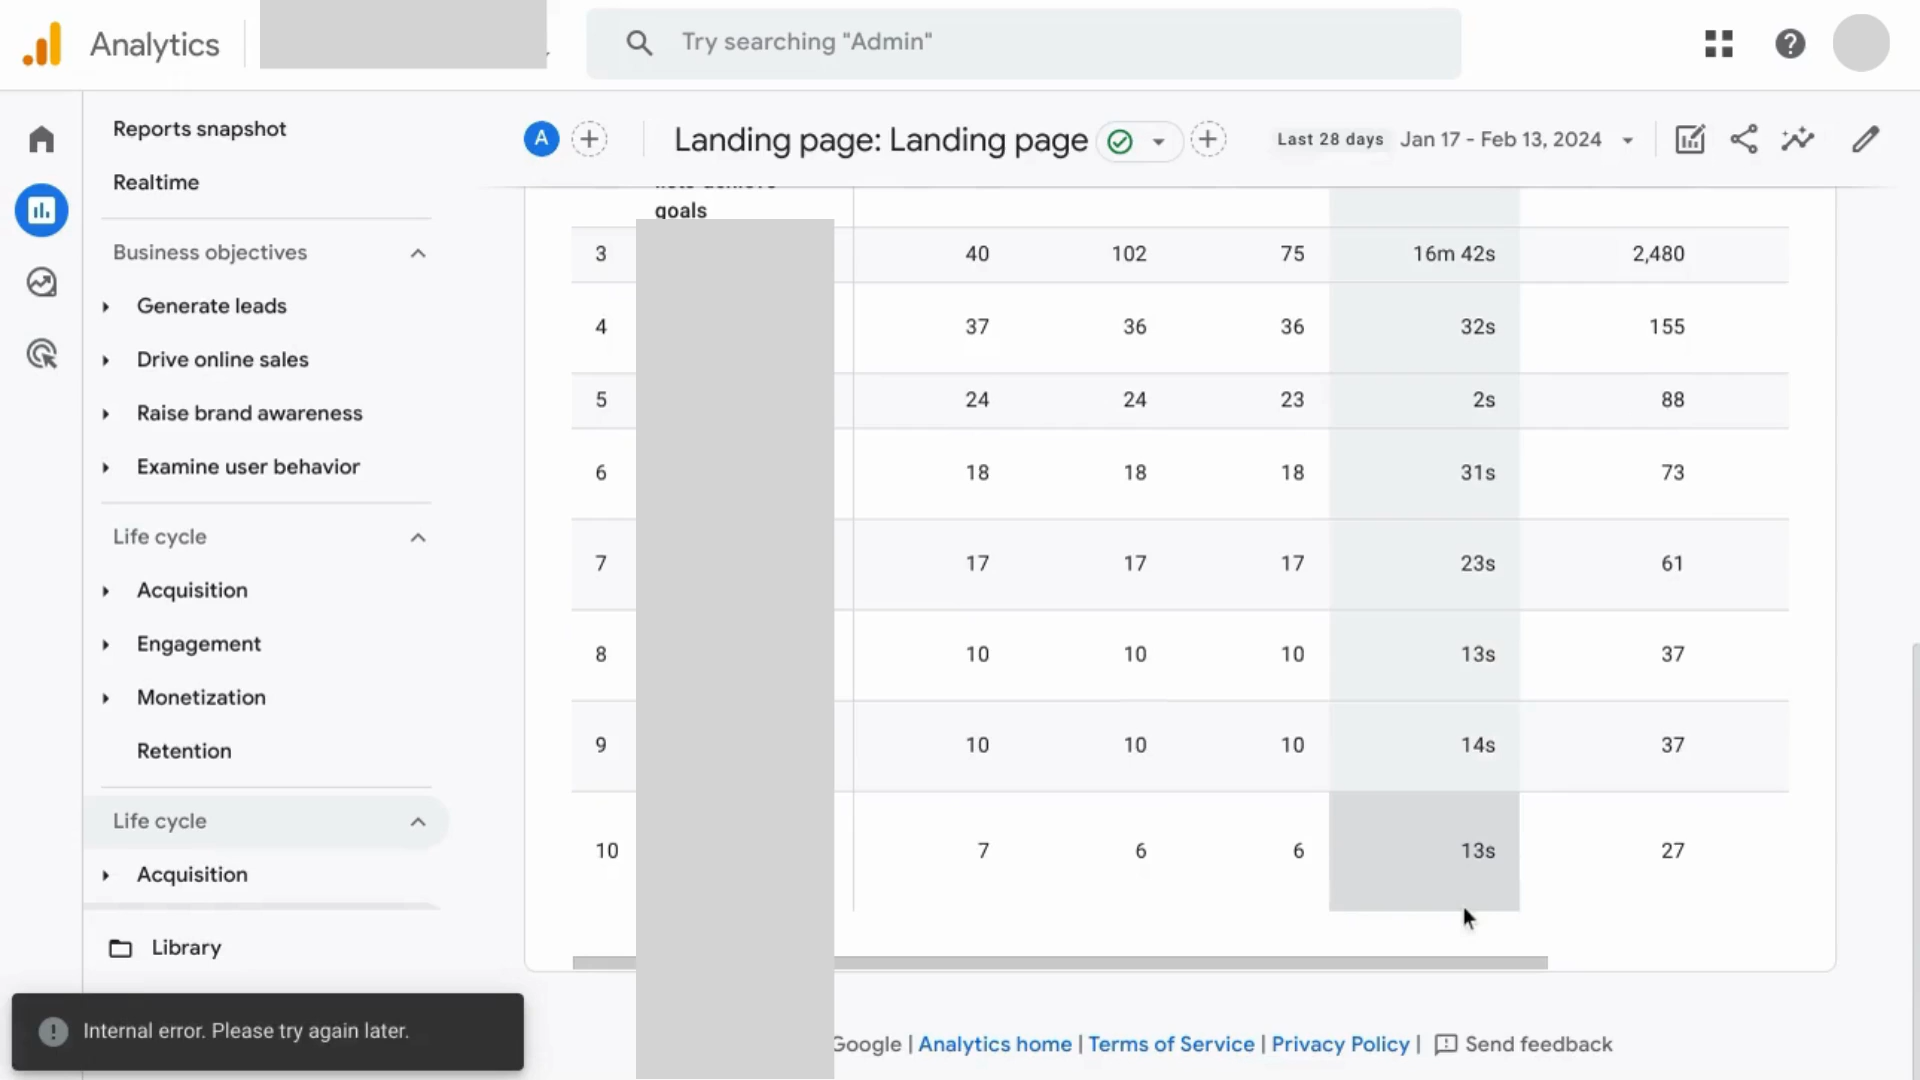 Analytics
Try searching "Admin"
Reports snapshot
Realtime
Business objectives
Generate leads
Drive online sales
Raise brand awareness
Examine user behavior
Life cycle
Acquisition
Engagement
Monetization
Retention
Life cycle
Acquisition
Library
Internal error. Please try again later.
A
Landing page: Landing page
Last 28 days Jan 17 - Feb 13, 2024
goals
3 40 102 75 16m 42s 2,480
4 37 36 36 32s 155
5 24 24 23 2s 88
6 18 18 18 31s 73
7 17 17 17 23s 61
8 10 10 10 13s 37
9 10 10 10 14s 37
10 7 6 6 13s 27
Google | Analytics home | Terms of Service | Privacy Policy | Send feedback